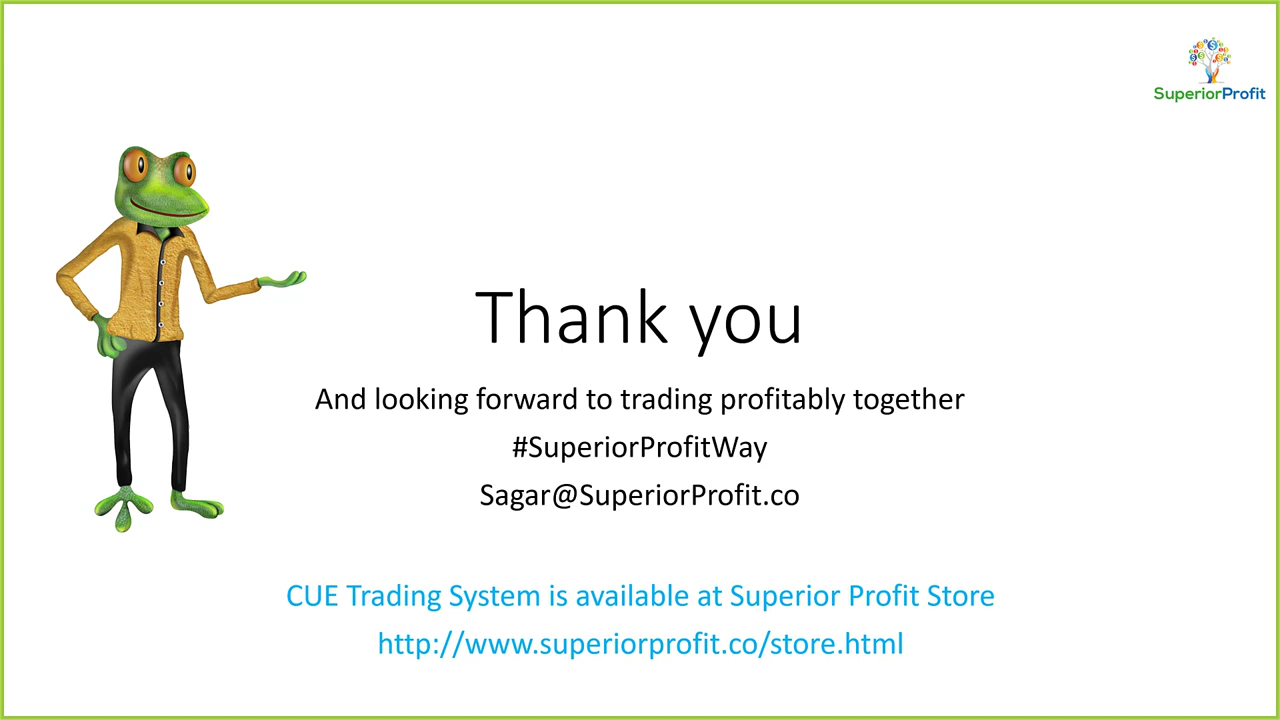 SuperiorProfit
Thank you
And looking forward to trading profitably together
#SuperiorProfitWay
Sagar@SuperiorProfit.co
CUE Trading System is available at Superior Profit Store
http://www.superiorprofit.co/store.html